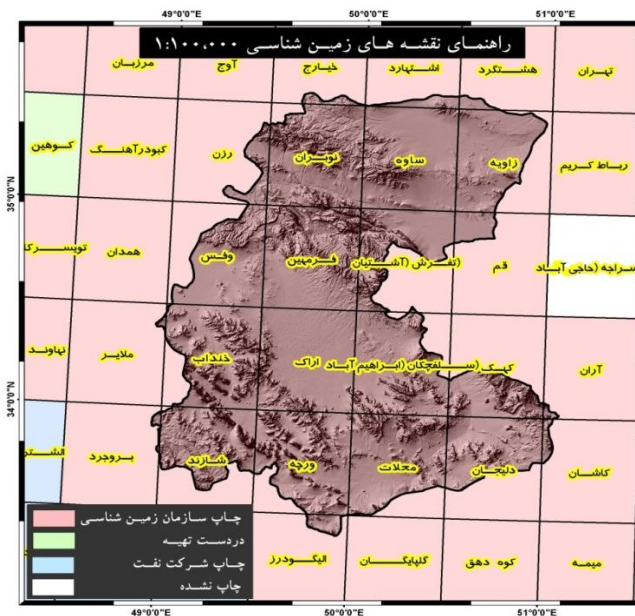 49°0'0"E 50°0'0"E 51°0'0"E
راهنمای نقشه های زمین شناسی ۱:۱۰۰،۰۰۰
مرزبان آوج خیارج اشتهارد هشتگرد تهران
کوهین کبودرآهنگ رزن نوبران ساوه زاویه رباط کریم
35°0'0"N
تویسرکا همدان وفس فرمهین (تفرش (آشتیان قم سراجه (حاجی آباد
نهاوند ملایر خنداب اراک (سلفچگان (ابراهیم آباد کهک آران
34°0'0"N
الشتر بروجرد شازند ورچه محلات دلیجان کاشان
الیگودرز گلپایگان کوه دهق میمه
چاپ سازمان زمین شناسی
دردست تهیه
چاپ شرکت نفت
چاپ نشده
49°0'0"E 50°0'0"E 51°0'0"E